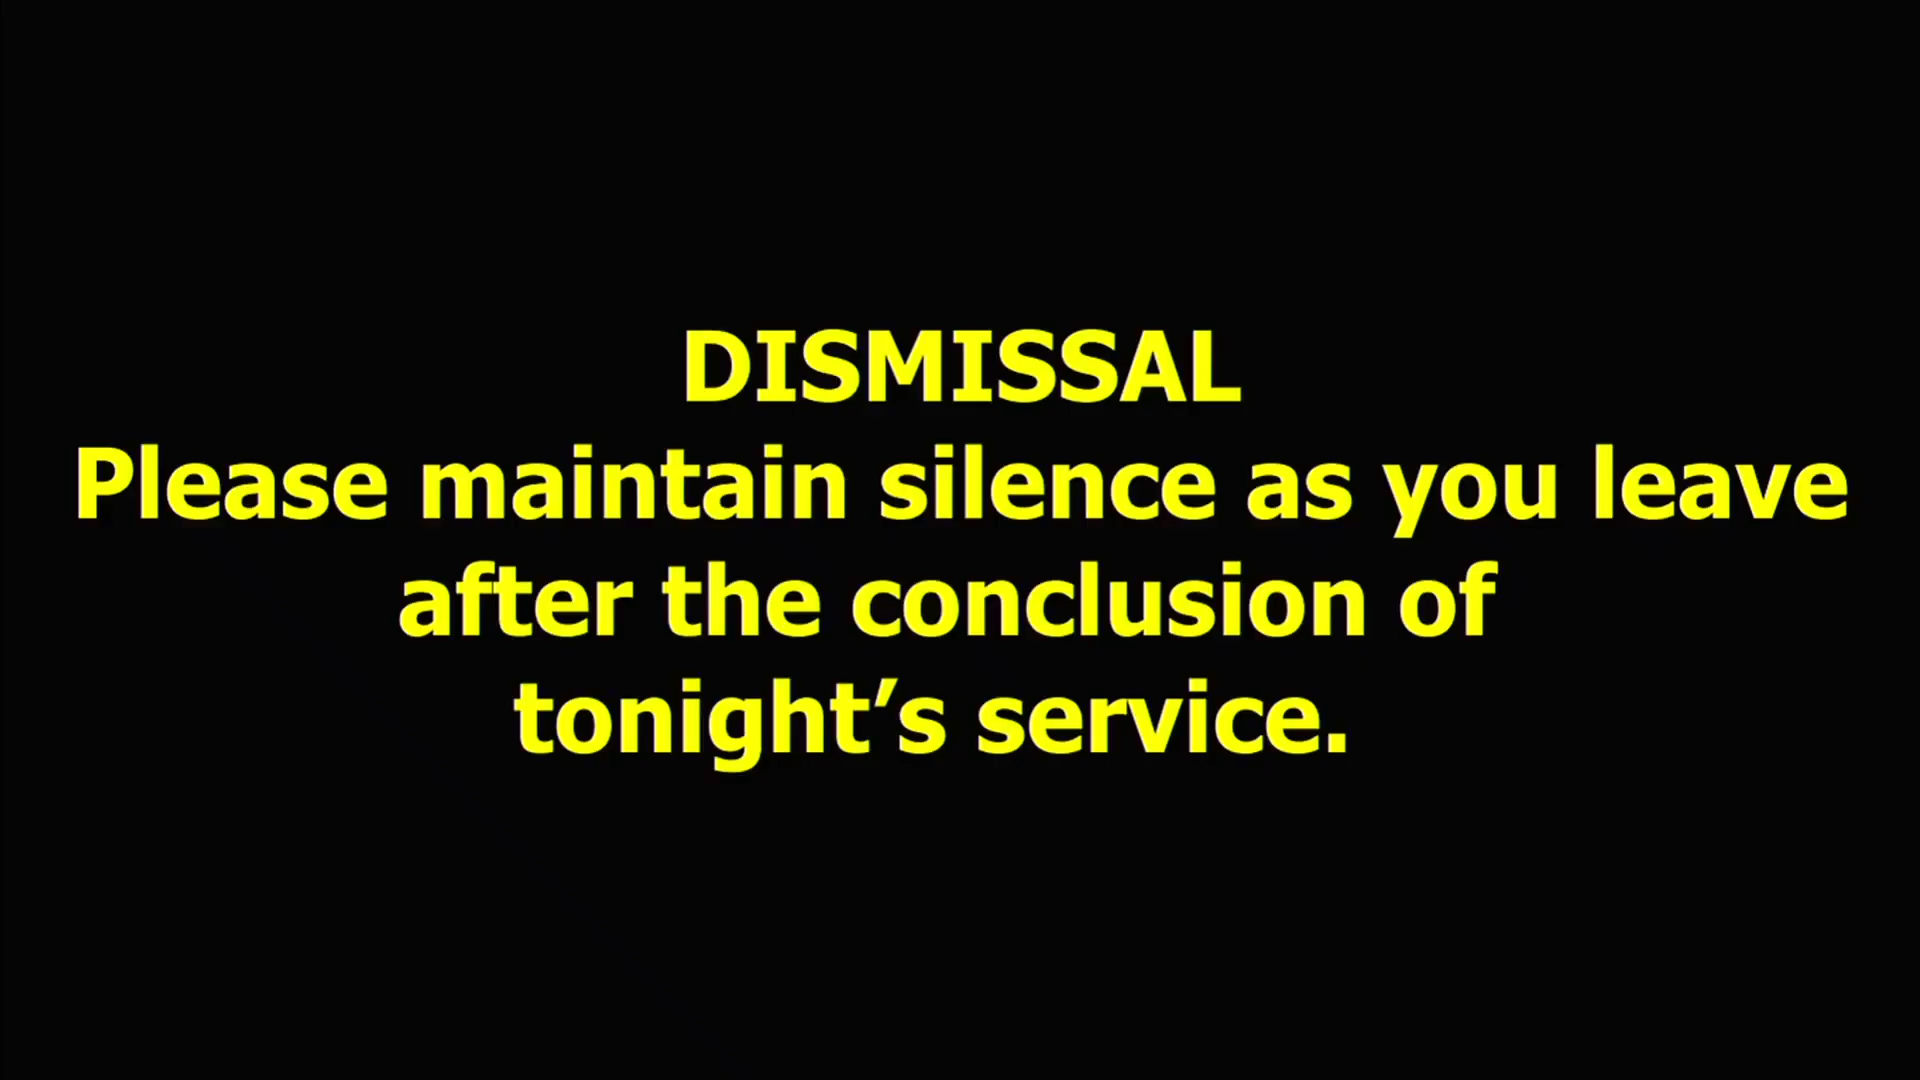 DISMISSAL
Please maintain silence as you leave
after the conclusion of
tonight’s service.